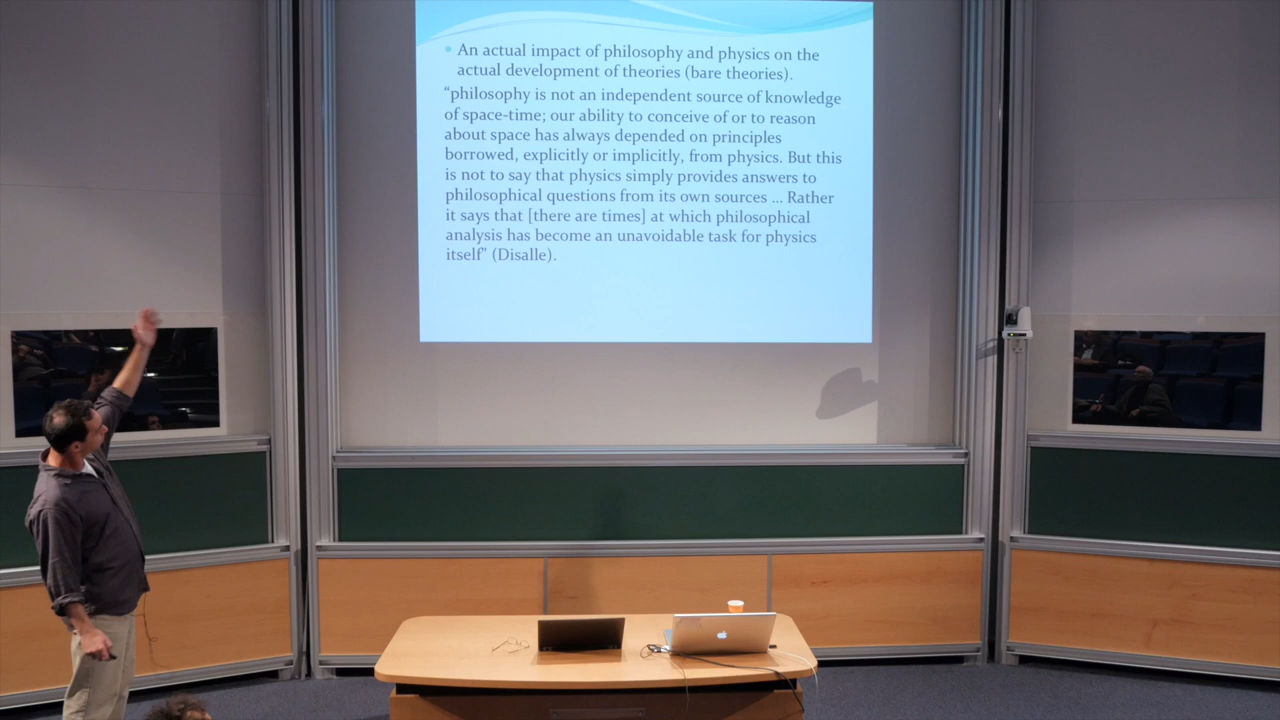 • An actual impact of philosophy and physics on the
actual development of theories (bare theories).
“philosophy is not an independent source of knowledge
of space-time; our ability to conceive of or to reason
about space has always depended on principles
borrowed, explicitly or implicitly, from physics. But this
is not to say that physics simply provides answers to
philosophical questions from its own sources ... Rather
it says that [there are times] at which philosophical
analysis has become an unavoidable task for physics
itself” (Disalle).